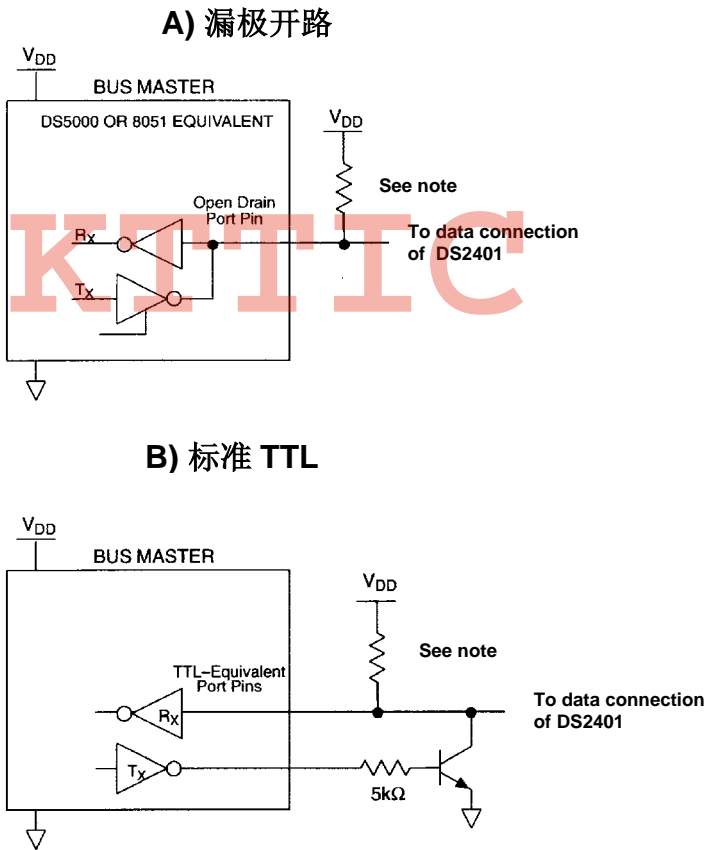 A) 漏极开路
VDD
BUS MASTER
DS5000 OR 8051 EQUIVALENT
VDD
See note
Open Drain
Port Pin
RX
To data connection
of DS2401
TX
KTTIC
B) 标准 TTL
VDD
BUS MASTER
VDD
See note
TTL-Equivalent
Port Pins
RX
To data connection
of DS2401
TX
5kΩ